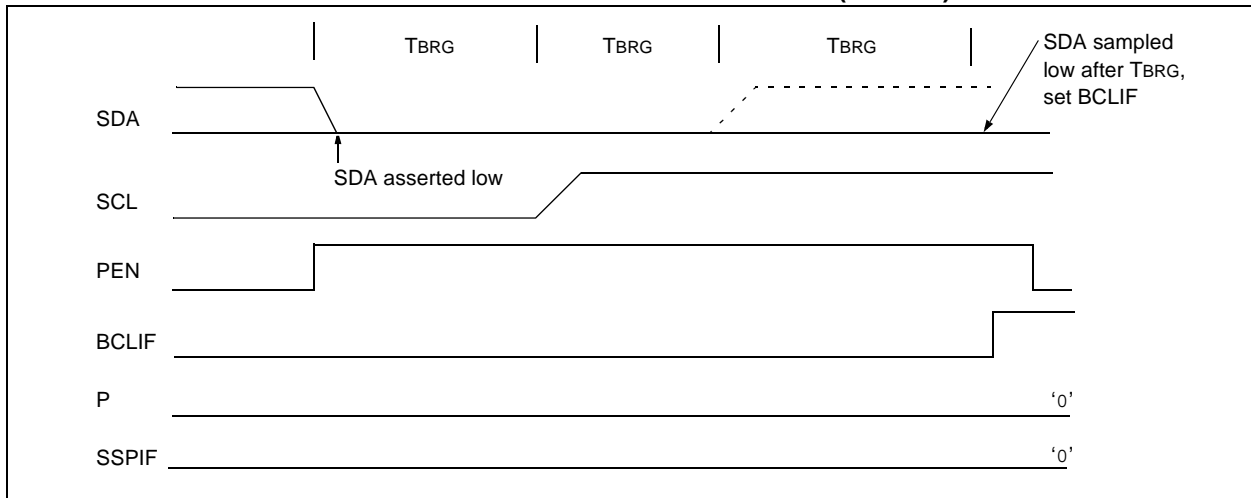 TBRG TBRG TBRG
SDA sampled
low after TBRG,
set BCLIF
SDA
SDA asserted low
SCL
PEN
BCLIF
P
'0'
SSPIF
'0'